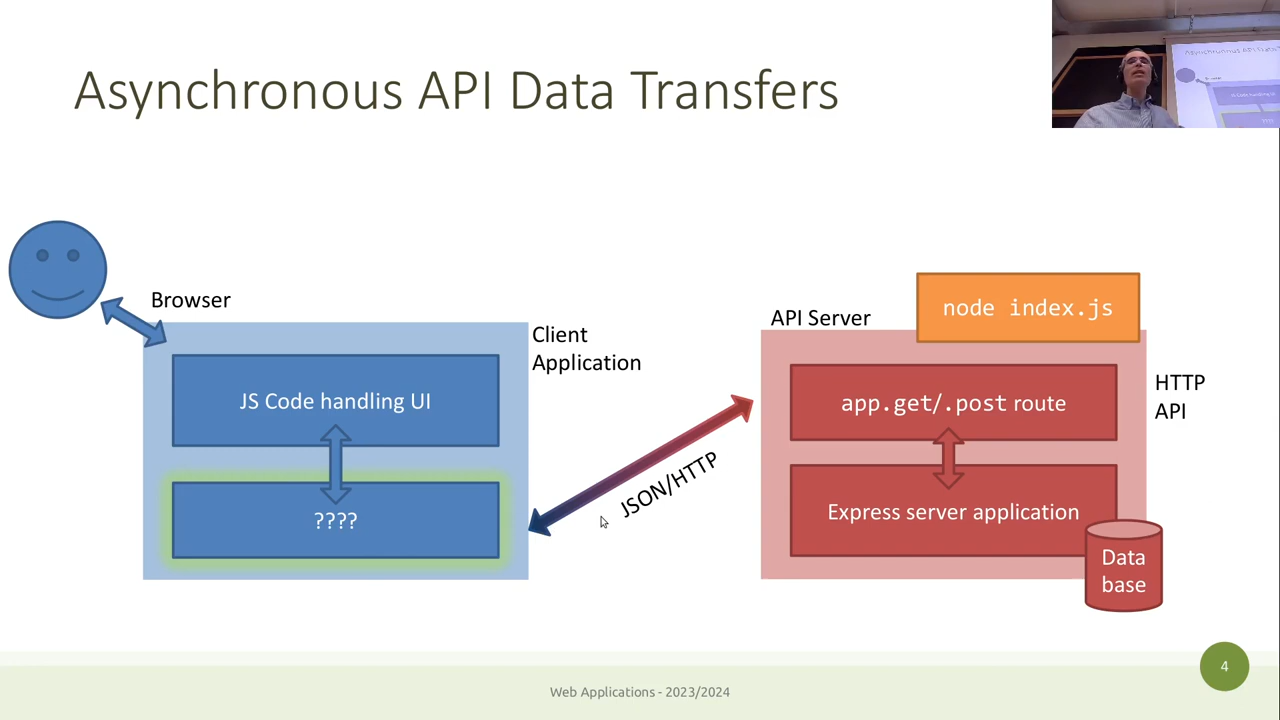 Asynchronous API Data Transfers
Browser
Client
Application
JS Code handling UI
????
JSON/HTTP
API Server
node index.js
app.get/.post route
HTTP
API
Express server application
Data
base
4
Web Applications - 2023/2024